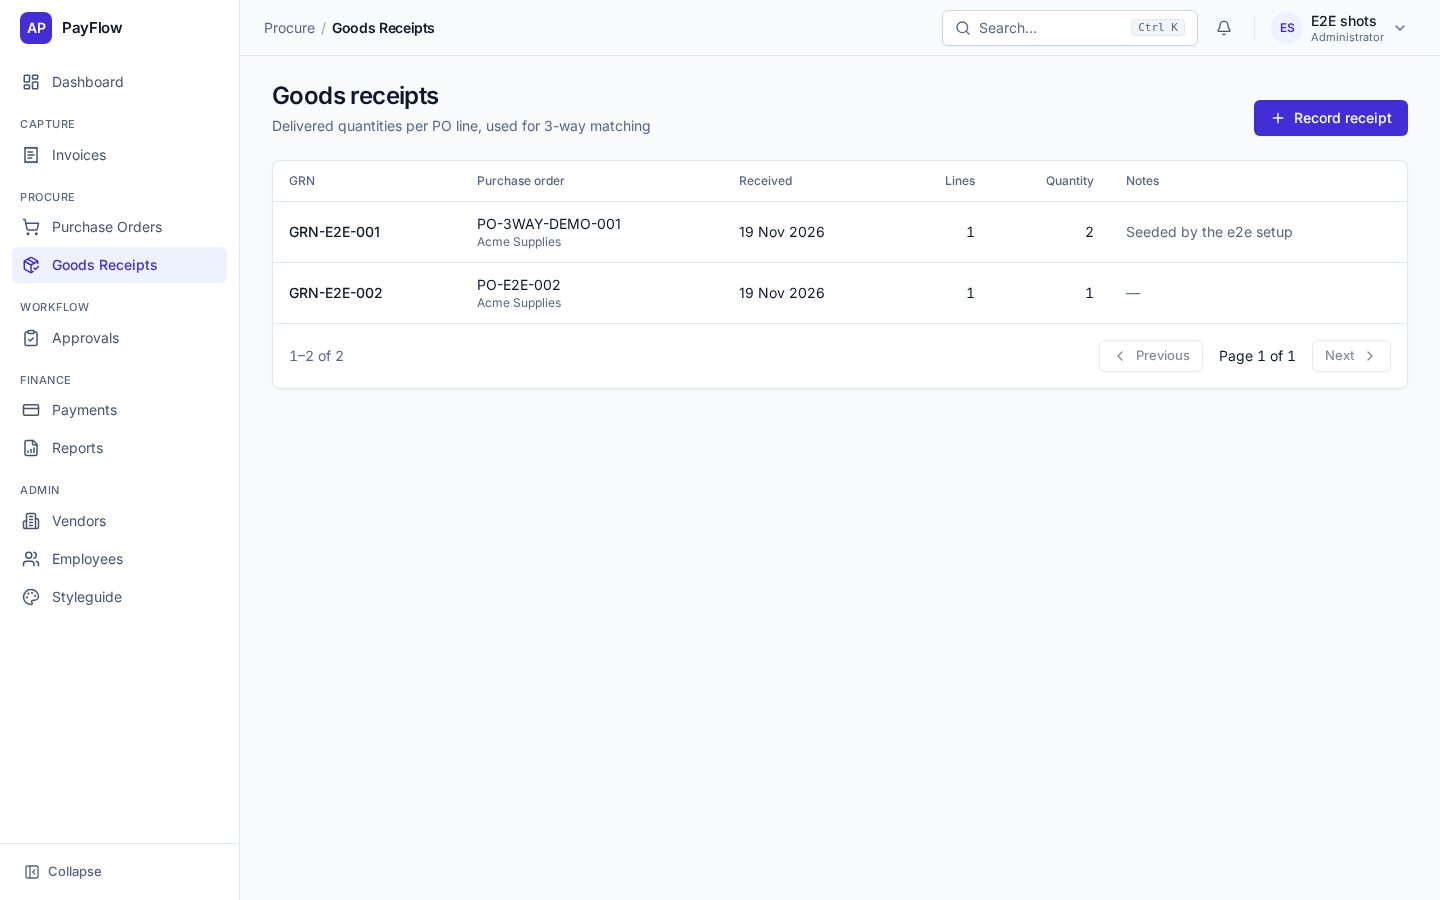 AP PayFlow
Procure / Goods Receipts
Search...
Ctrl K
ES
E2E shots
Administrator
Dashboard
CAPTURE
Invoices
PROCURE
Purchase Orders
Goods Receipts
WORKFLOW
Approvals
FINANCE
Payments
Reports
ADMIN
Vendors
Employees
Styleguide
Collapse
Goods receipts
Delivered quantities per PO line, used for 3-way matching
Record receipt
GRN Purchase order Received Lines Quantity Notes
GRN-E2E-001 PO-3WAY-DEMO-001 19 Nov 2026 1 2 Seeded by the e2e setup
Acme Supplies
GRN-E2E-002 PO-E2E-002 19 Nov 2026 1 1 —
Acme Supplies
1–2 of 2 Previous Page 1 of 1 Next